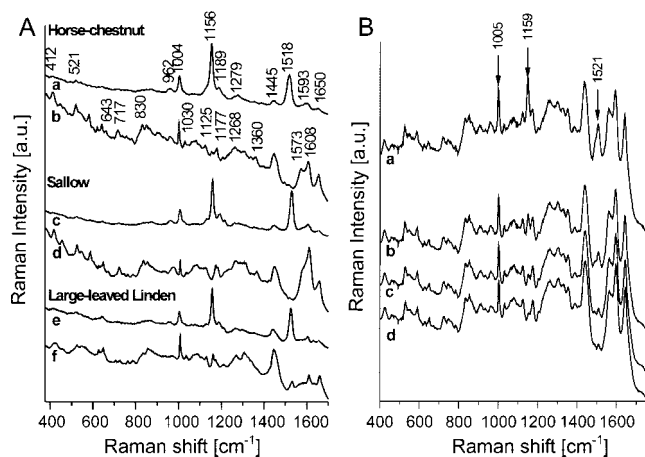 A
Horse-chestnut
412
521
962
1004
1156
1189
1279
1445
1518
1593
1650
a
643
717
830
1030
1125
1177
1268
1360
1573
1608
b
Sallow
c
d
Large-leaved Linden
e
f
Raman Intensity [a.u.]
400 600 800 1000 1200 1400 1600
Raman shift [cm⁻¹]
B
1005
1159
1521
a
b
c
d
Raman Intensity [a.u.]
400 600 800 1000 1200 1400 1600
Raman shift [cm⁻¹]